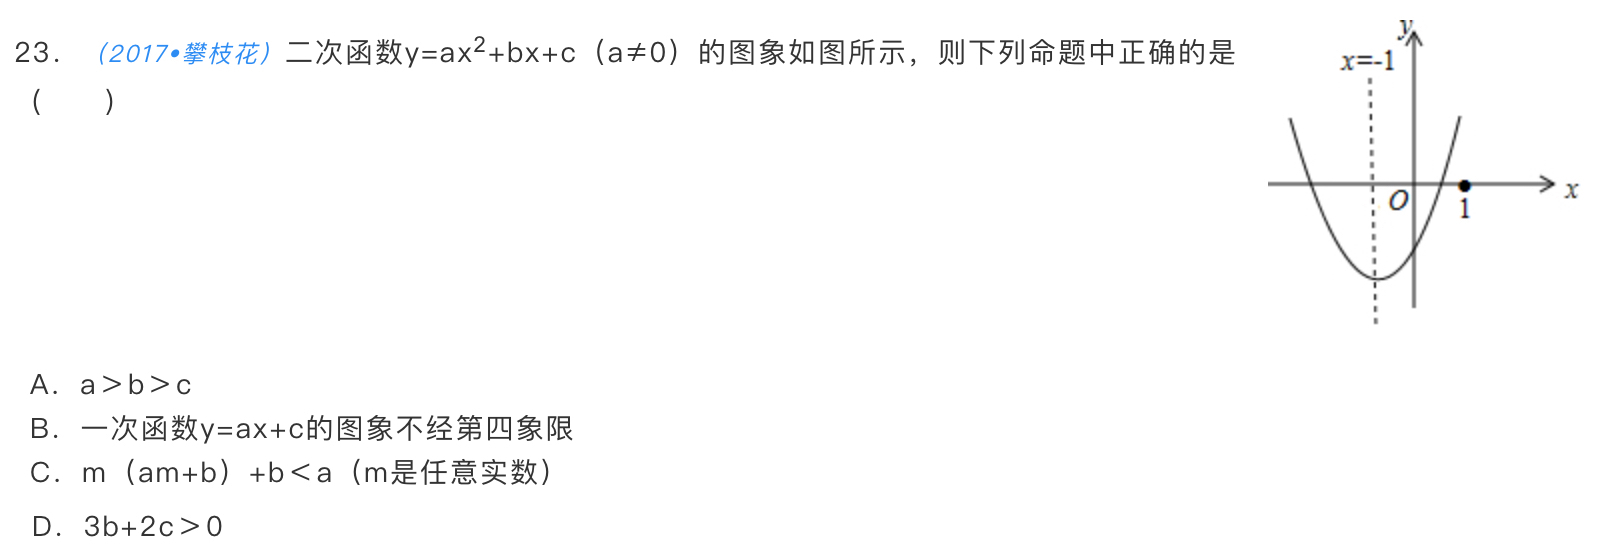 23. （2017•攀枝花）二次函数y=ax²+bx+c（a≠0）的图象如图所示，则下列命题中正确的是
(　　)
y
x=-1
O
1
x
A. a＞b＞c
B. 一次函数y=ax+c的图象不经第四象限
C. m（am+b）+b＜a（m是任意实数）
D. 3b+2c＞0